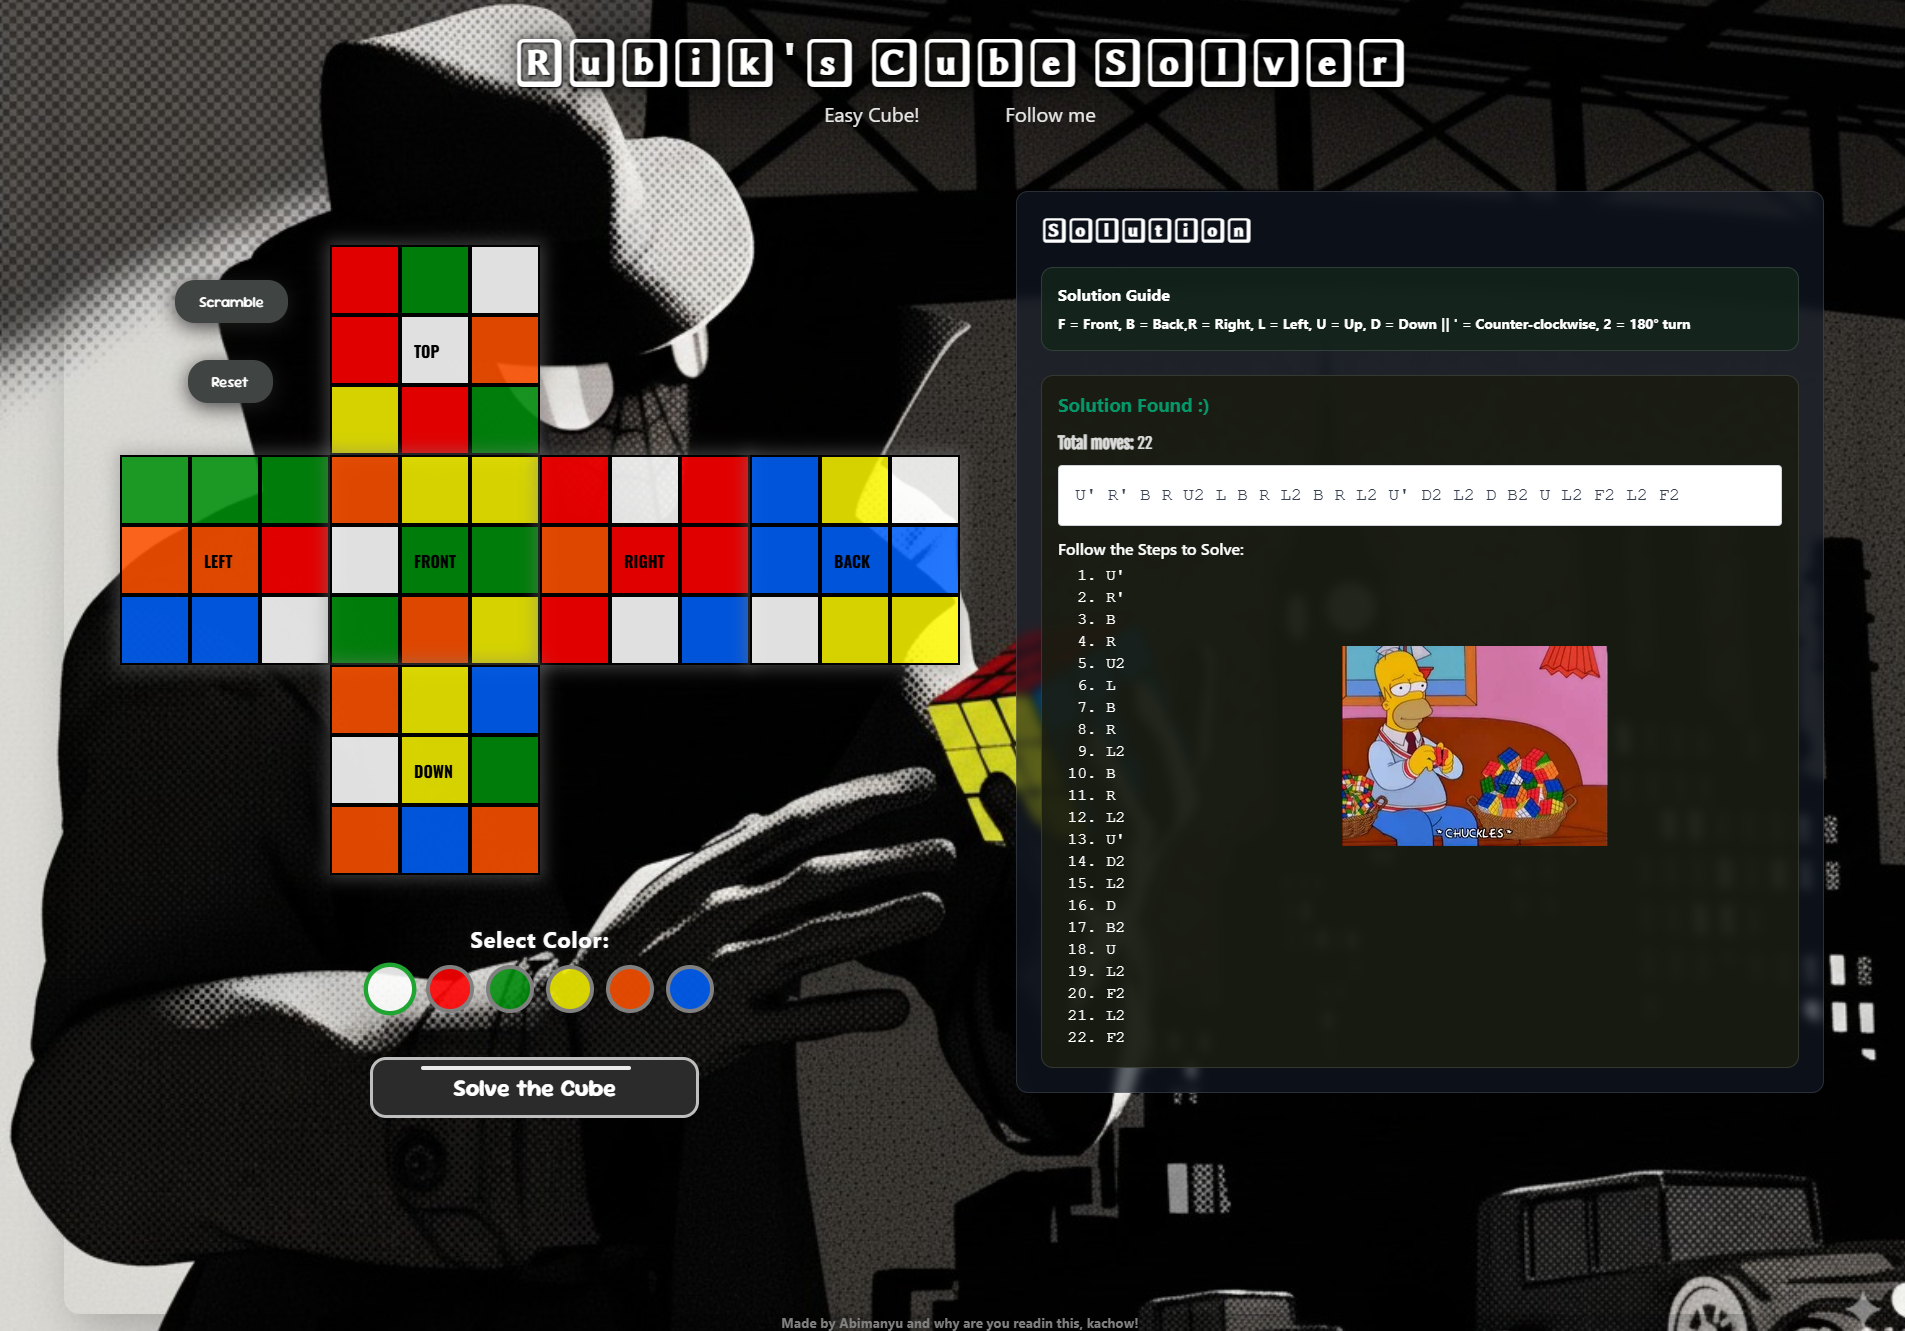 Rubik's Cube Solver
Easy Cube! Follow me
Scramble
Reset
TOP
LEFT FRONT RIGHT BACK
DOWN
Select Color:
Solve the Cube
Solution
Solution Guide
F = Front, B = Back,R = Right, L = Left, U = Up, D = Down || ' = Counter-clockwise, 2 = 180° turn
Solution Found :)
Total moves: 22
U' R' B R U2 L B R L2 B R L2 U' D2 L2 D B2 U L2 F2 L2 F2
Follow the Steps to Solve:
1. U'
2. R'
3. B
4. R
5. U2
6. L
7. B
8. R
9. L2
10. B
11. R
12. L2
13. U'
14. D2
15. L2
16. D
17. B2
18. U
19. L2
20. F2
21. L2
22. F2
*CHUCKLES*
Made by Abimanyu and why are you readin this, kachow!